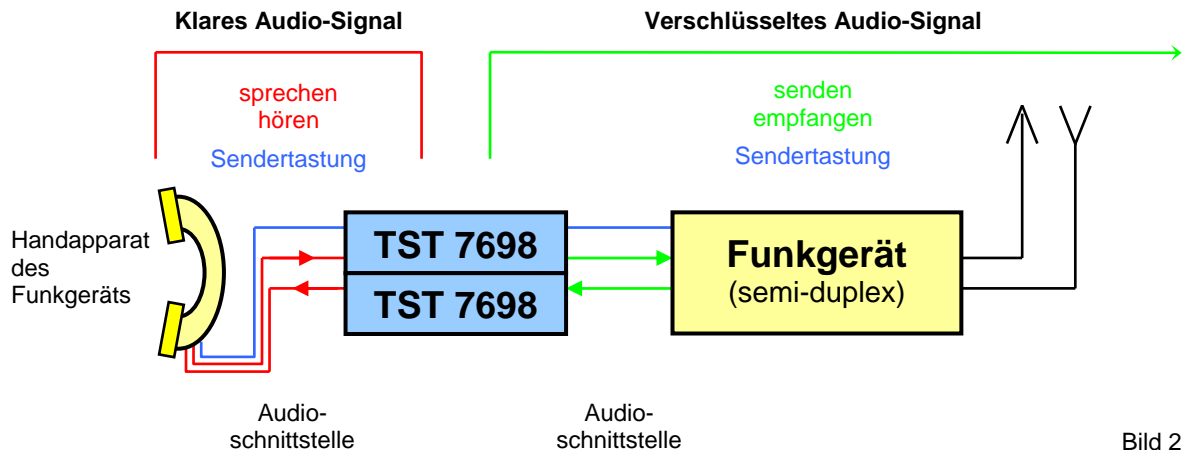 Klares Audio-Signal
Verschlüsseltes Audio-Signal
sprechen
hören
Sendertastung
senden
empfangen
Sendertastung
Handapparat
des
Funkgeräts
TST 7698
TST 7698
Funkgerät
(semi-duplex)
Audio-
schnittstelle
Audio-
schnittstelle
Bild 2